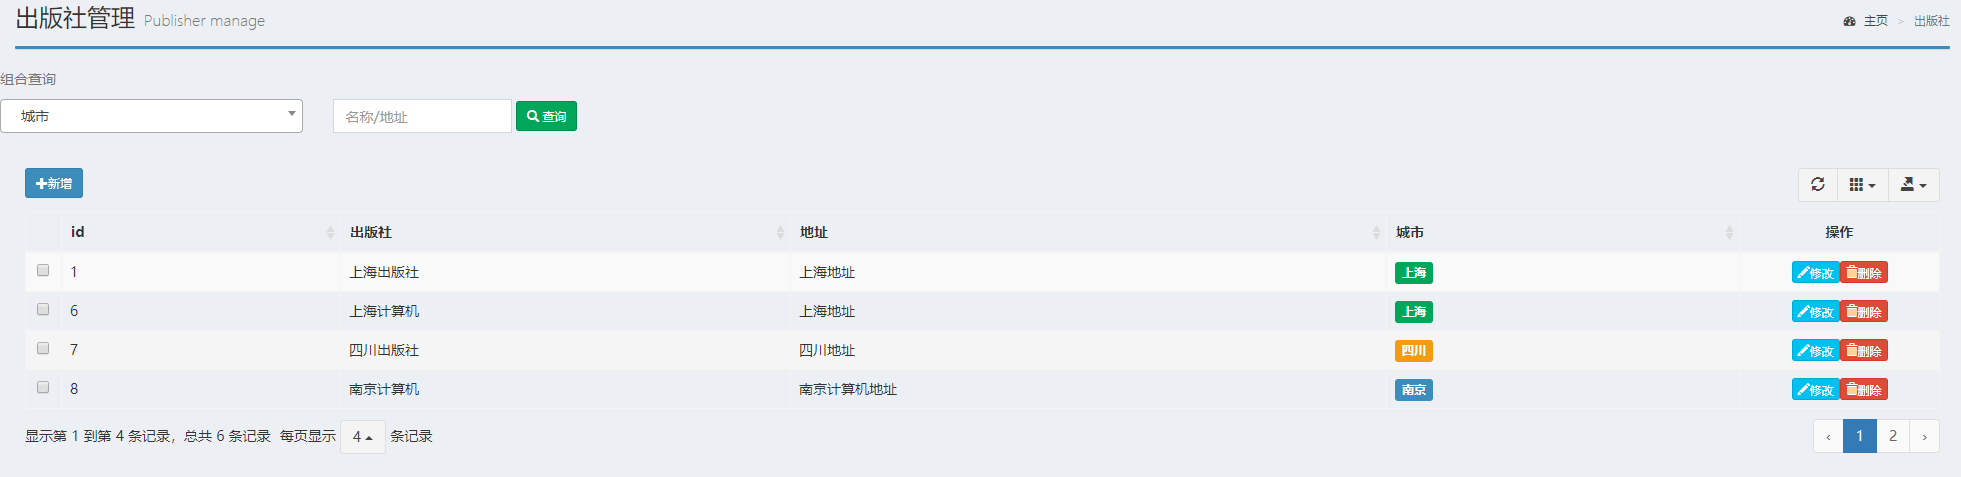 出版社管理 Publisher manage
主页 > 出版社
组合查询
城市 名称/地址 查询
新增
id 出版社 地址 城市 操作
1 上海出版社 上海地址 上海 修改 删除
6 上海计算机 上海地址 上海 修改 删除
7 四川出版社 四川地址 四川 修改 删除
8 南京计算机 南京计算机地址 南京 修改 删除
显示第 1 到第 4 条记录，总共 6 条记录 每页显示 4 条记录
‹ 1 2 ›